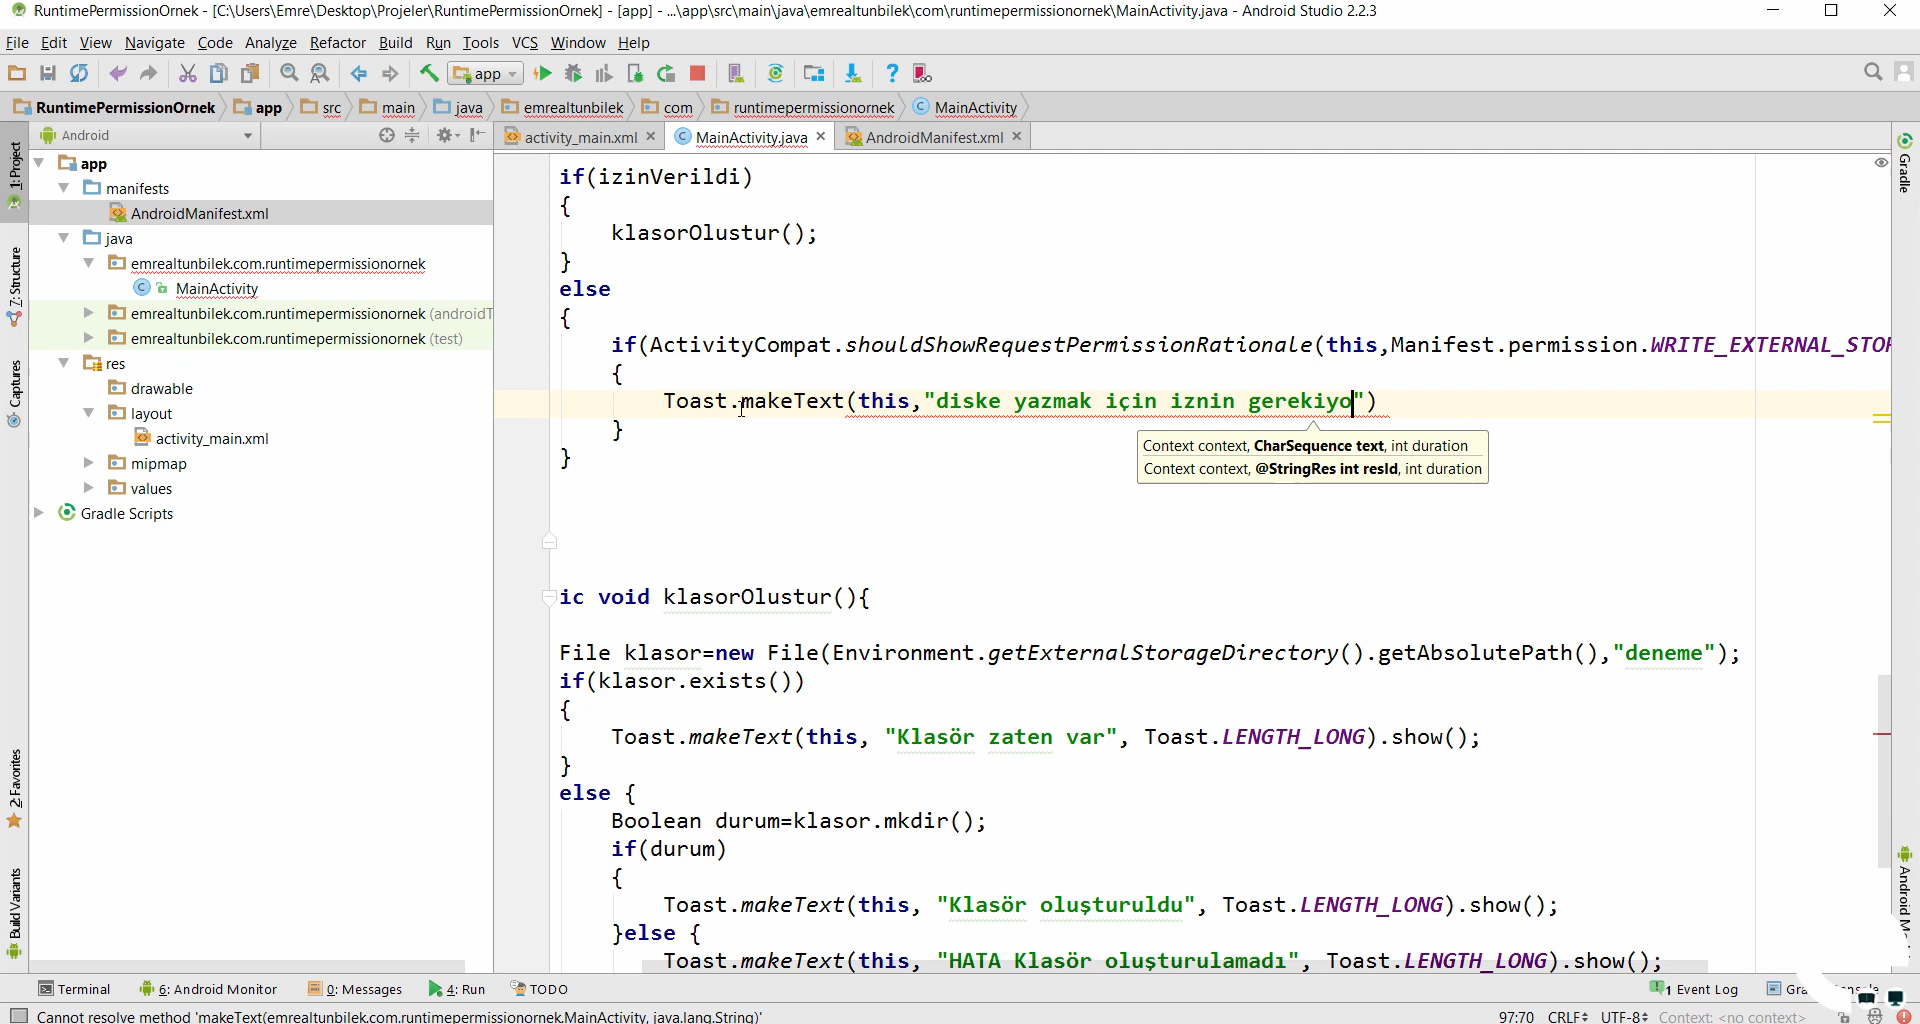 RuntimePermissionOrnek - [C:\Users\Emre\Desktop\Projeler\RuntimePermissionOrnek] - [app] - ...\app\src\main\java\emrealtunbilek\com\runtimepermissionornek\MainActivity.java - Android Studio 2.2.3
File Edit View Navigate Code Analyze Refactor Build Run Tools VCS Window Help
app
RuntimePermissionOrnek app src main java emrealtunbilek com runtimepermissionornek MainActivity
Android
activity_main.xml MainActivity.java AndroidManifest.xml
1: Project
7: Structure
Captures
2: Favorites
Build Variants
app
manifests
AndroidManifest.xml
java
emrealtunbilek.com.runtimepermissionornek
MainActivity
emrealtunbilek.com.runtimepermissionornek (androidT
emrealtunbilek.com.runtimepermissionornek (test)
res
drawable
layout
activity_main.xml
mipmap
values
Gradle Scripts
if(izinVerildi)
{
klasorOlustur();
}
else
{
if(ActivityCompat.shouldShowRequestPermissionRationale(this,Manifest.permission.WRITE_EXTERNAL_STOR
{
Toast.makeText(this,"diske yazmak için iznin gerekiyo")
}
}
Context context, CharSequence text, int duration
Context context, @StringRes int resId, int duration
ic void klasorOlustur(){
File klasor=new File(Environment.getExternalStorageDirectory().getAbsolutePath(),"deneme");
if(klasor.exists())
{
Toast.makeText(this, "Klasör zaten var", Toast.LENGTH_LONG).show();
}
else {
Boolean durum=klasor.mkdir();
if(durum)
{
Toast.makeText(this, "Klasör oluşturuldu", Toast.LENGTH_LONG).show();
}else {
Toast.makeText(this, "HATA Klasör oluşturulamadı", Toast.LENGTH_LONG).show();
Gradle
Android M
Terminal 6: Android Monitor 0: Messages 4: Run TODO 1 Event Log
Cannot resolve method 'makeText(emrealtunbilek.com.runtimepermissionornek.MainActivity, java.lang.String)' 97:70 CRLF UTF-8 Context: <no context>